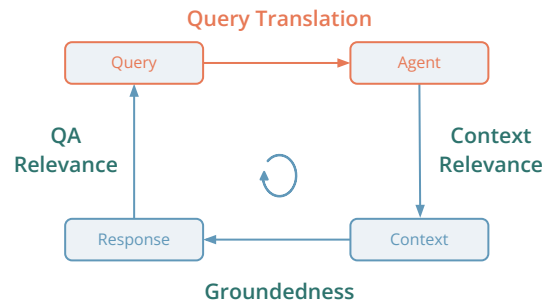 Query Translation
Query
Agent
QA
Relevance
Context
Relevance
Response
Context
Groundedness